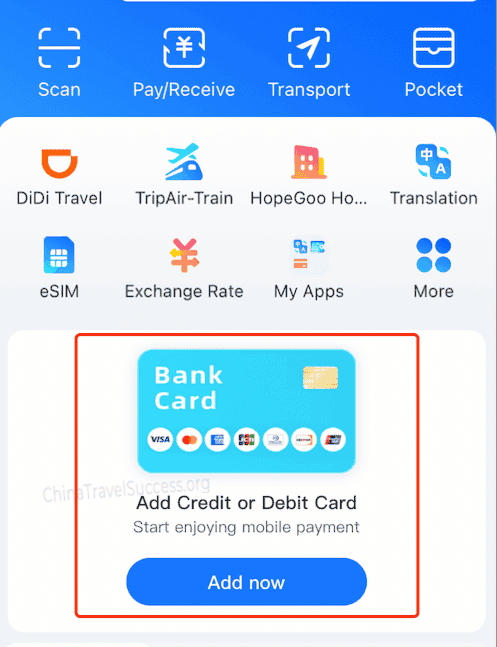 Scan
Pay/Receive
Transport
Pocket
DiDi Travel
TripAir-Train
HopeGoo Ho...
Translation
eSIM
Exchange Rate
My Apps
More
Bank
Card
VISA
ChinaTravelSuccess.org
Add Credit or Debit Card
Start enjoying mobile payment
Add now